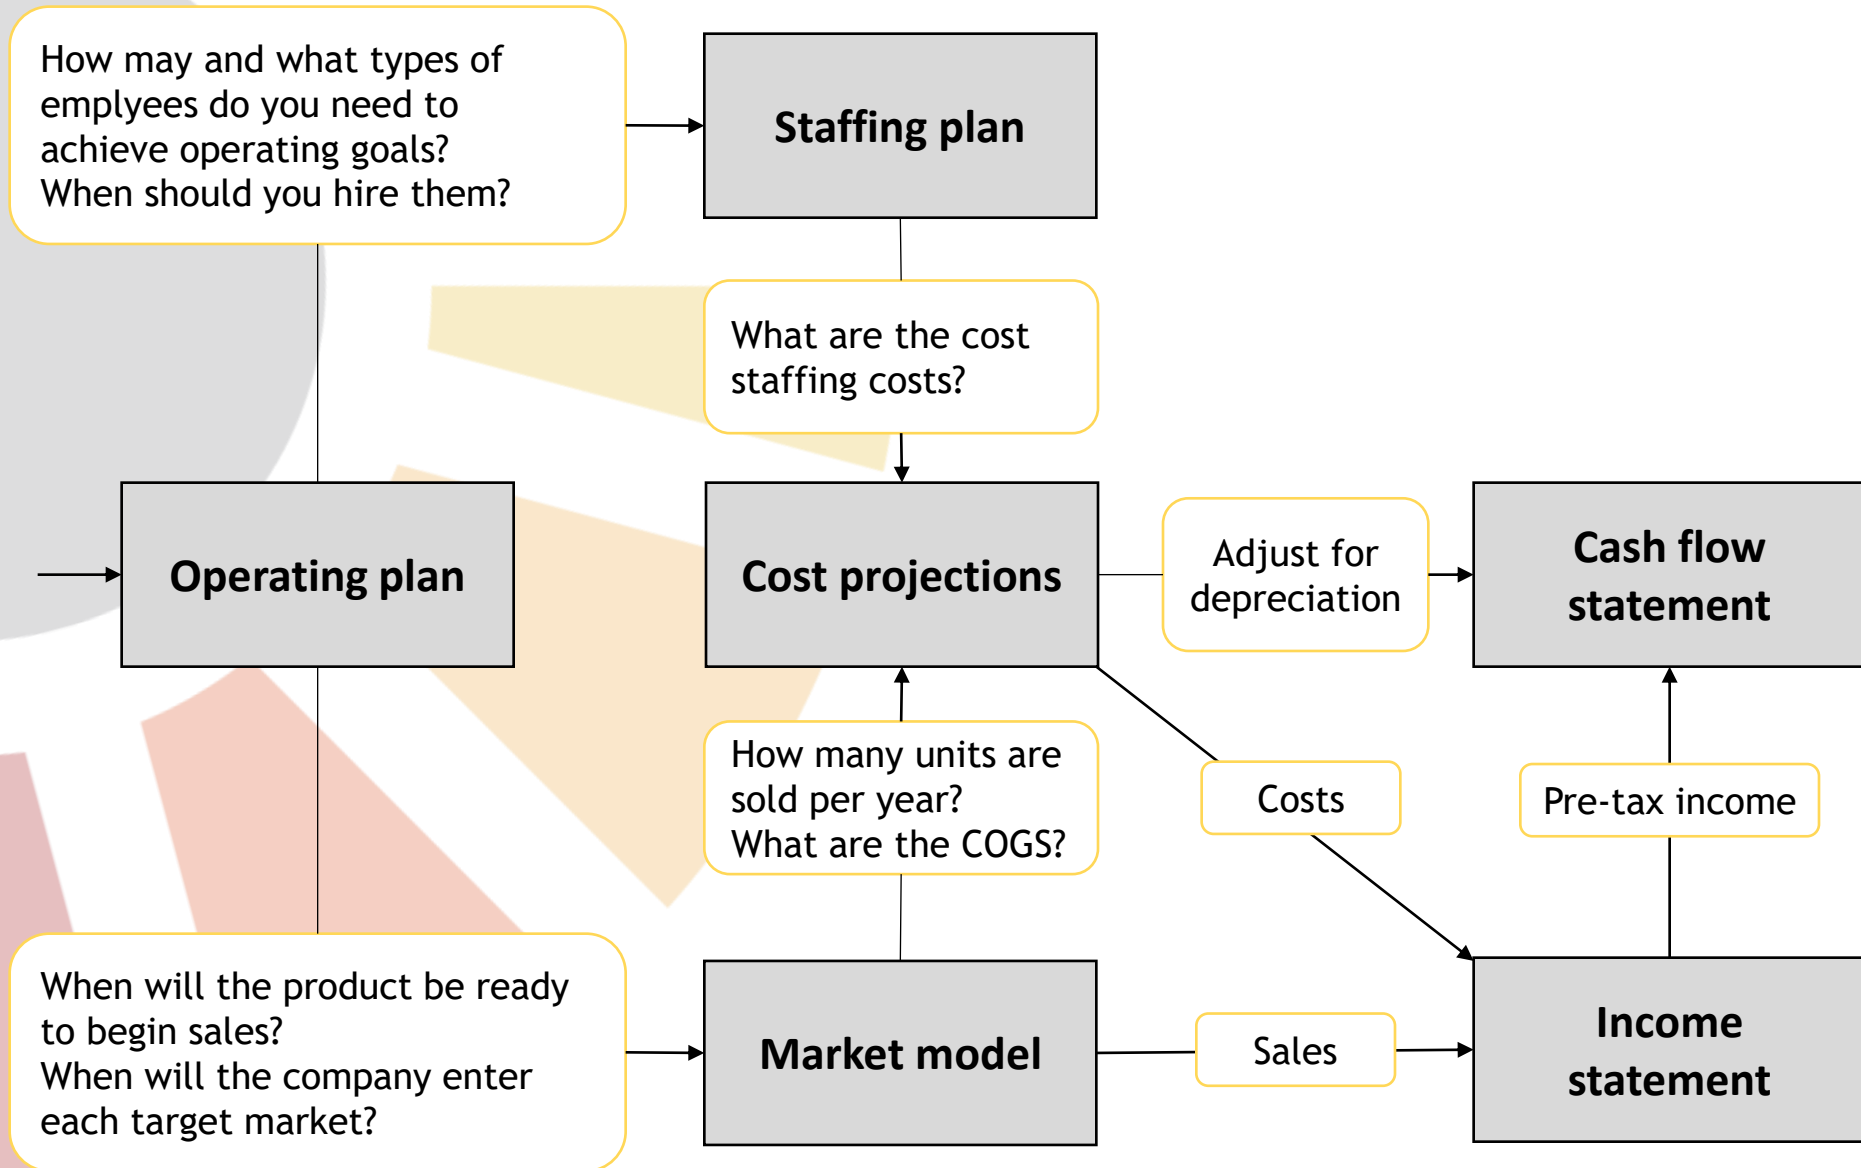 How may and what types of
emplyees do you need to
achieve operating goals?
When should you hire them?
Staffing plan
What are the cost
staffing costs?
Operating plan
Cost projections
Adjust for
depreciation
Cash flow
statement
How many units are
sold per year?
What are the COGS?
Costs
Pre-tax income
When will the product be ready
to begin sales?
When will the company enter
each target market?
Market model
Sales
Income
statement